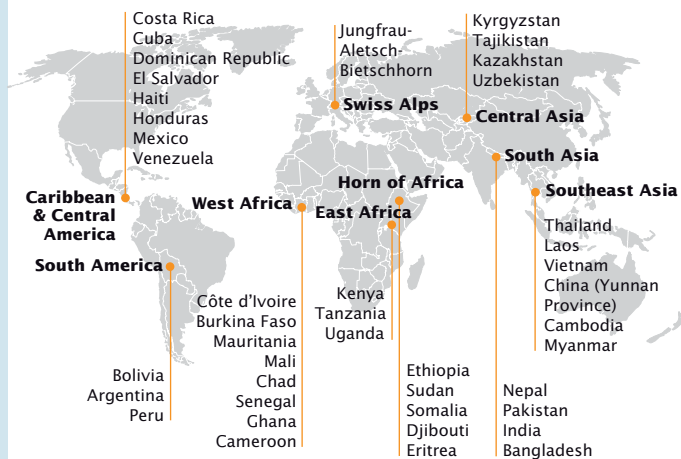 Costa Rica
Cuba
Dominican Republic
El Salvador
Haiti
Honduras
Mexico
Venezuela
Caribbean
& Central
America
South America
Bolivia
Argentina
Peru
West Africa
Côte d'Ivoire
Burkina Faso
Mauritania
Mali
Chad
Senegal
Ghana
Cameroon
Jungfrau-
Aletsch-
Bietschhorn
Swiss Alps
Horn of Africa
East Africa
Kenya
Tanzania
Uganda
Ethiopia
Sudan
Somalia
Djibouti
Eritrea
Kyrgyzstan
Tajikistan
Kazakhstan
Uzbekistan
Central Asia
South Asia
Nepal
Pakistan
India
Bangladesh
Southeast Asia
Thailand
Laos
Vietnam
China (Yunnan
Province)
Cambodia
Myanmar